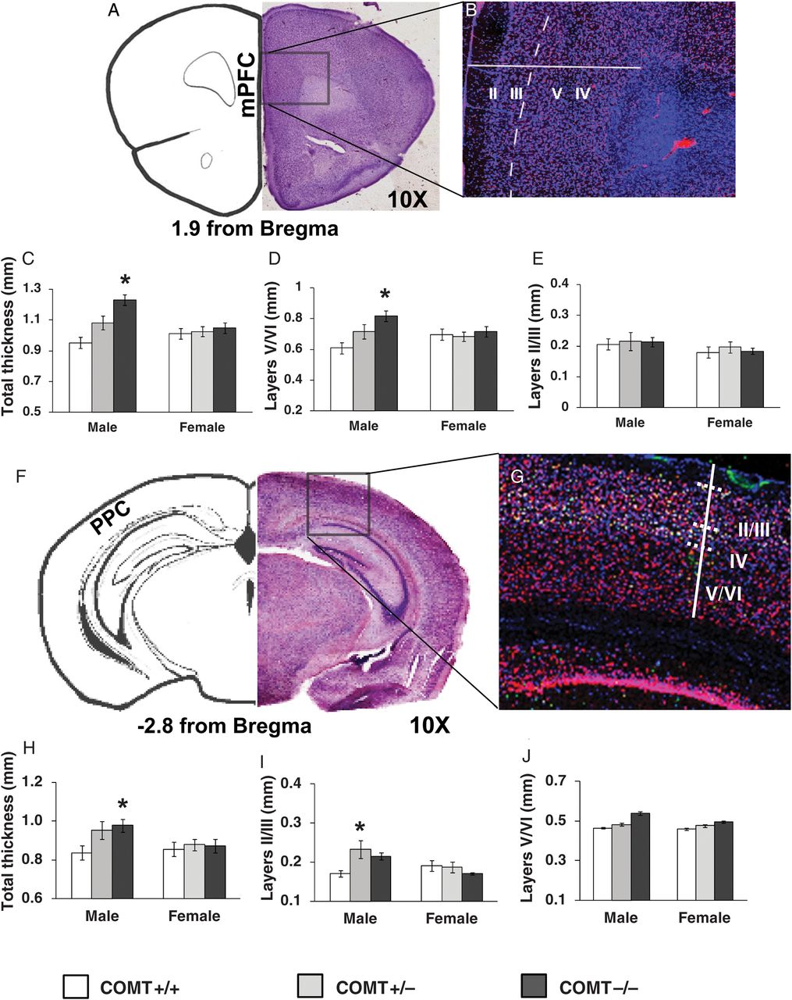 A
mPFC
10X
1.9 from Bregma
B
II III V IV
C
Total thickness (mm)
1.3
1.1
0.9
0.7
0.5
*
Male Female
D
Layers V/VI (mm)
1
0.8
0.6
0.4
0.2
*
Male Female
E
Layers II/III (mm)
0.4
0.3
0.2
0.1
0
Male Female
F
PPC
-2.8 from Bregma
10X
G
II/III
IV
V/VI
H
Total thickness (mm)
1.2
1.0
0.8
0.6
*
Male Female
I
Layers II/III (mm)
0.4
0.3
0.2
0.1
*
Male Female
J
Layers V/VI (mm)
0.7
0.5
0.3
0.1
Male Female
COMT+/+ COMT+/– COMT–/–